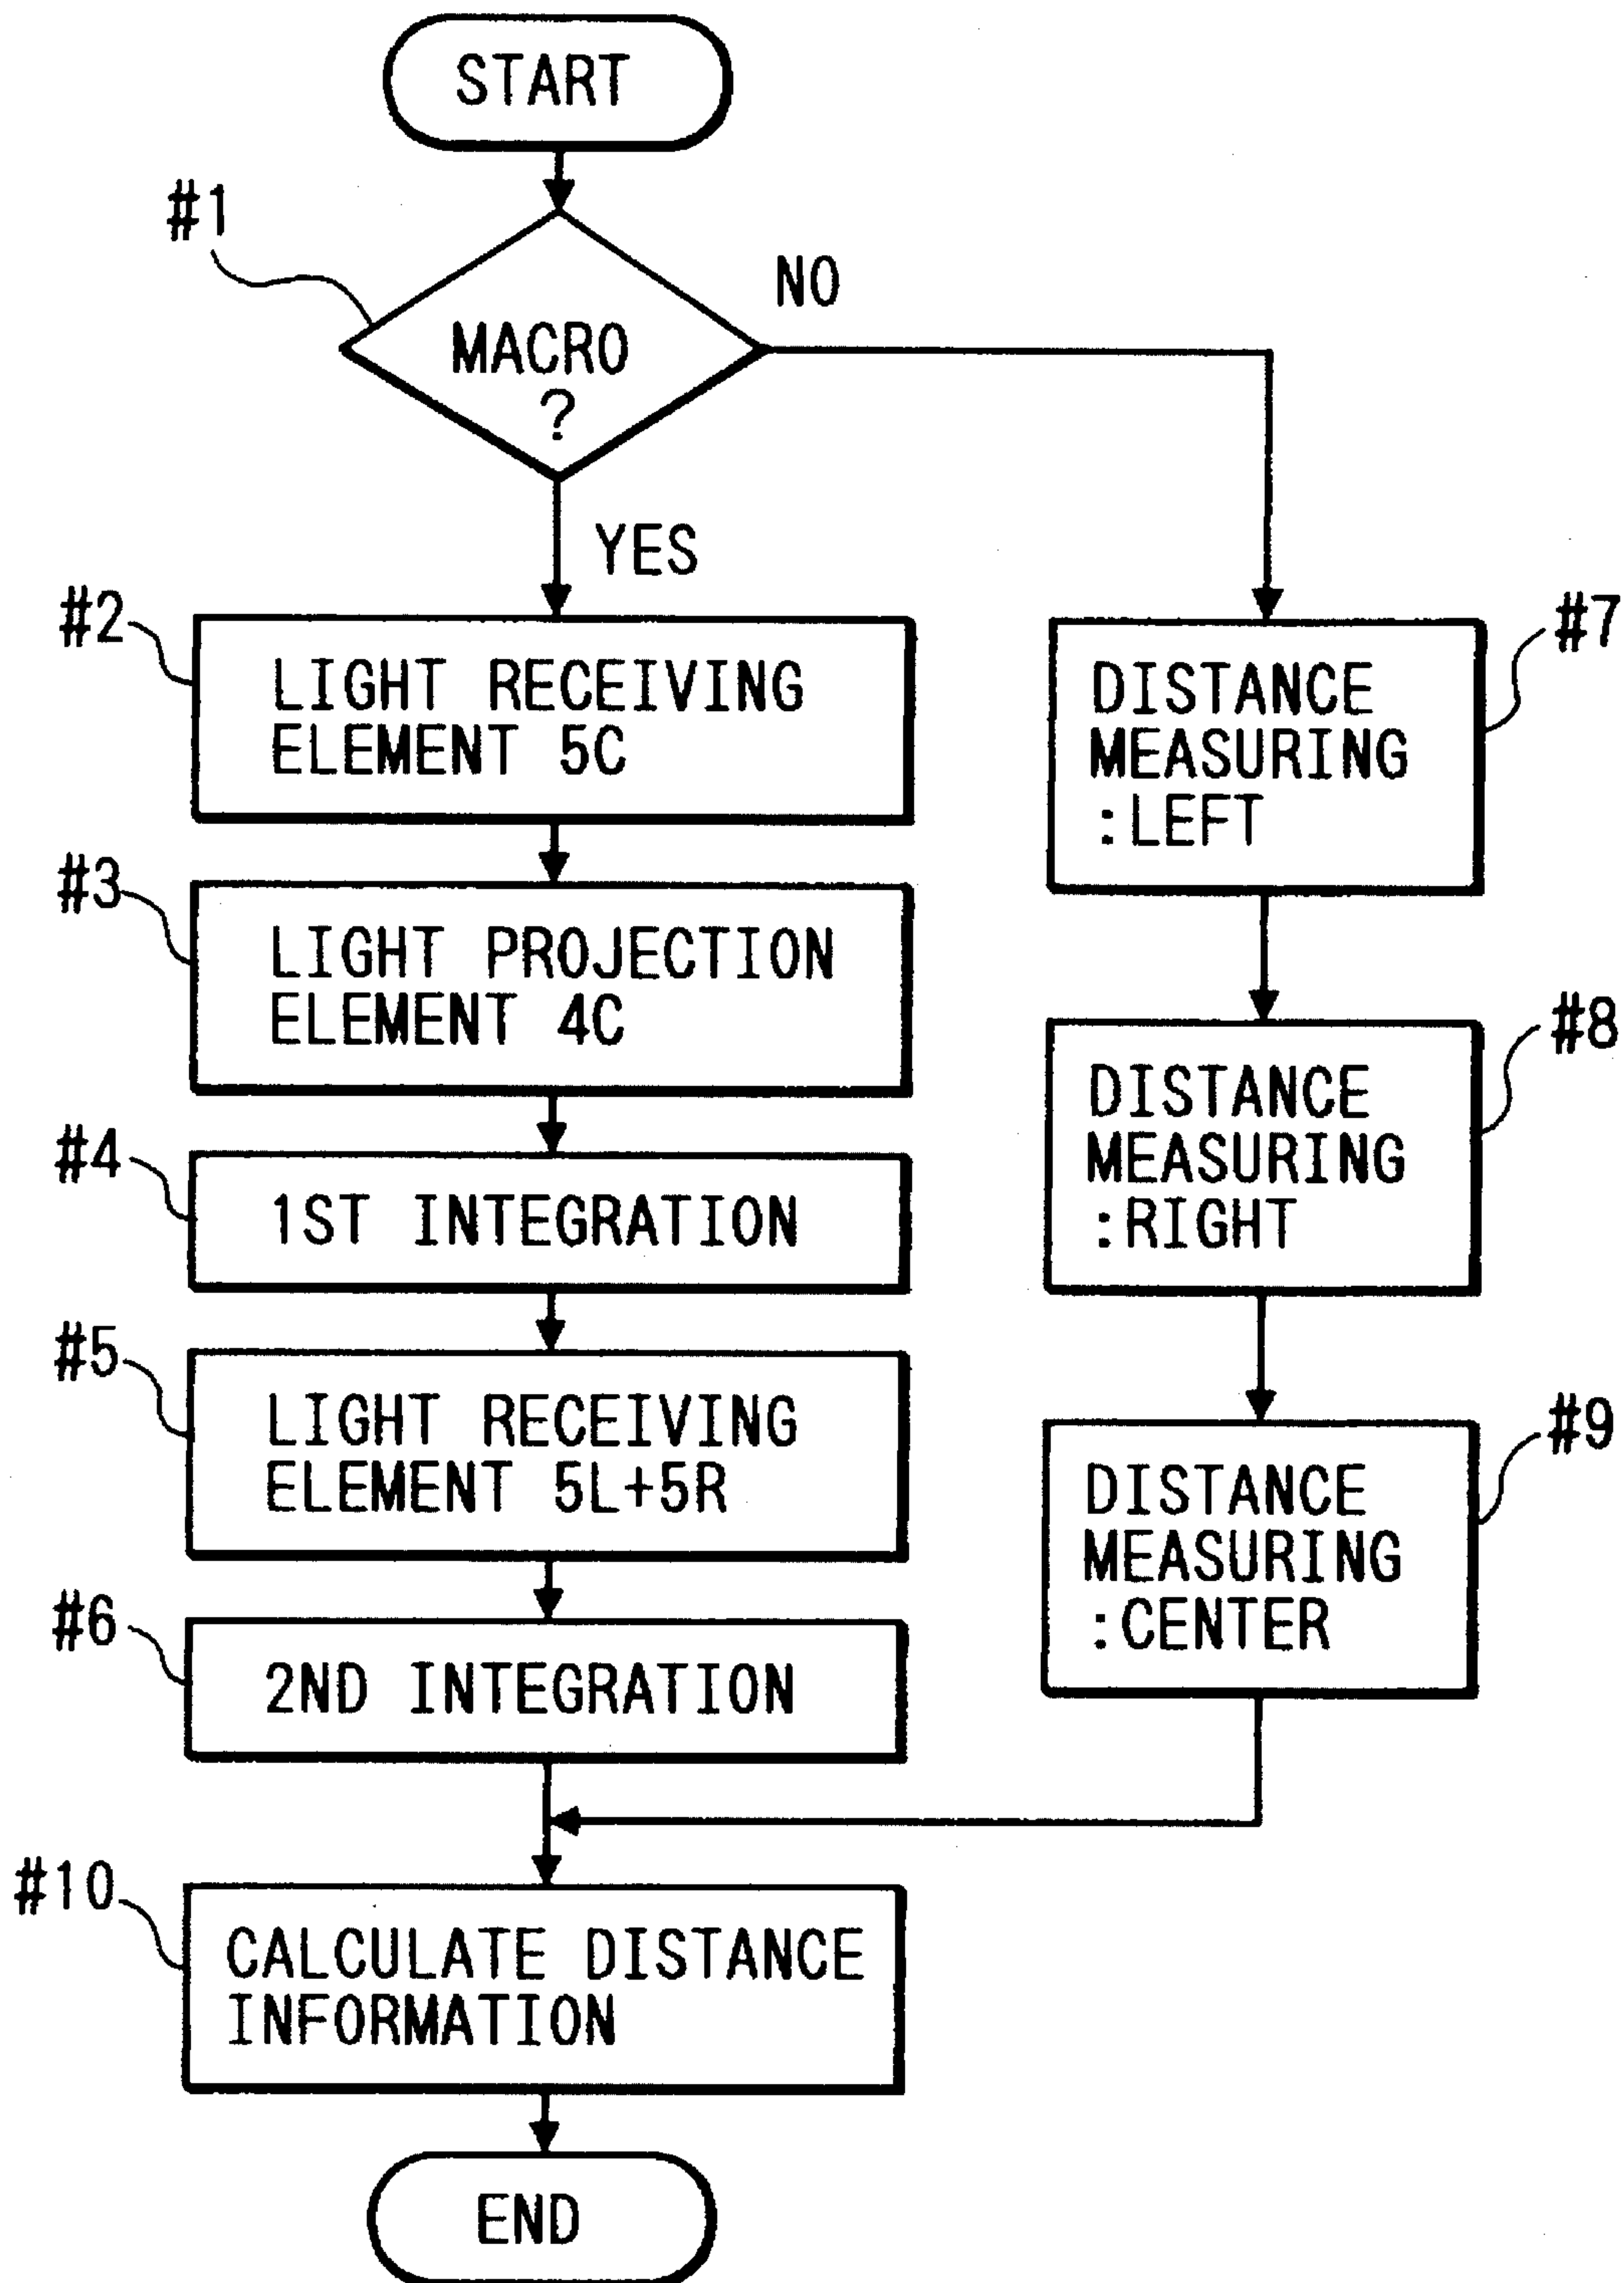 START
#1
MACRO
?
NO
YES
#2
LIGHT RECEIVING
ELEMENT 5C
#3
LIGHT PROJECTION
ELEMENT 4C
#4
1ST INTEGRATION
#5
LIGHT RECEIVING
ELEMENT 5L+5R
#6
2ND INTEGRATION
#7
DISTANCE
MEASURING
:LEFT
#8
DISTANCE
MEASURING
:RIGHT
#9
DISTANCE
MEASURING
:CENTER
#10
CALCULATE DISTANCE
INFORMATION
END